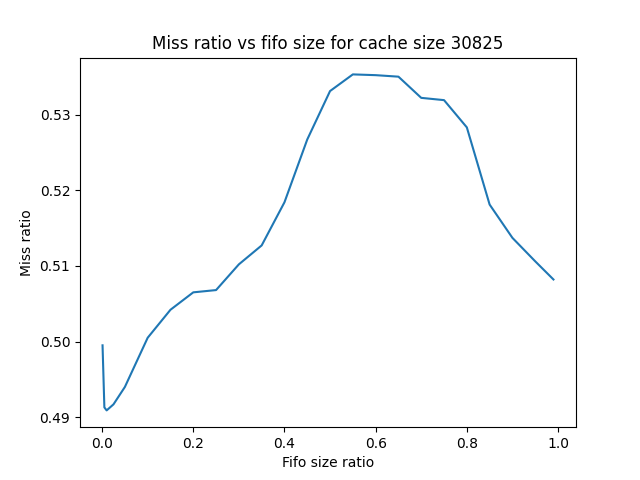 Miss ratio vs fifo size for cache size 30825
0.53
0.52
0.51
0.50
0.49
Miss ratio
0.0 0.2 0.4 0.6 0.8 1.0
Fifo size ratio